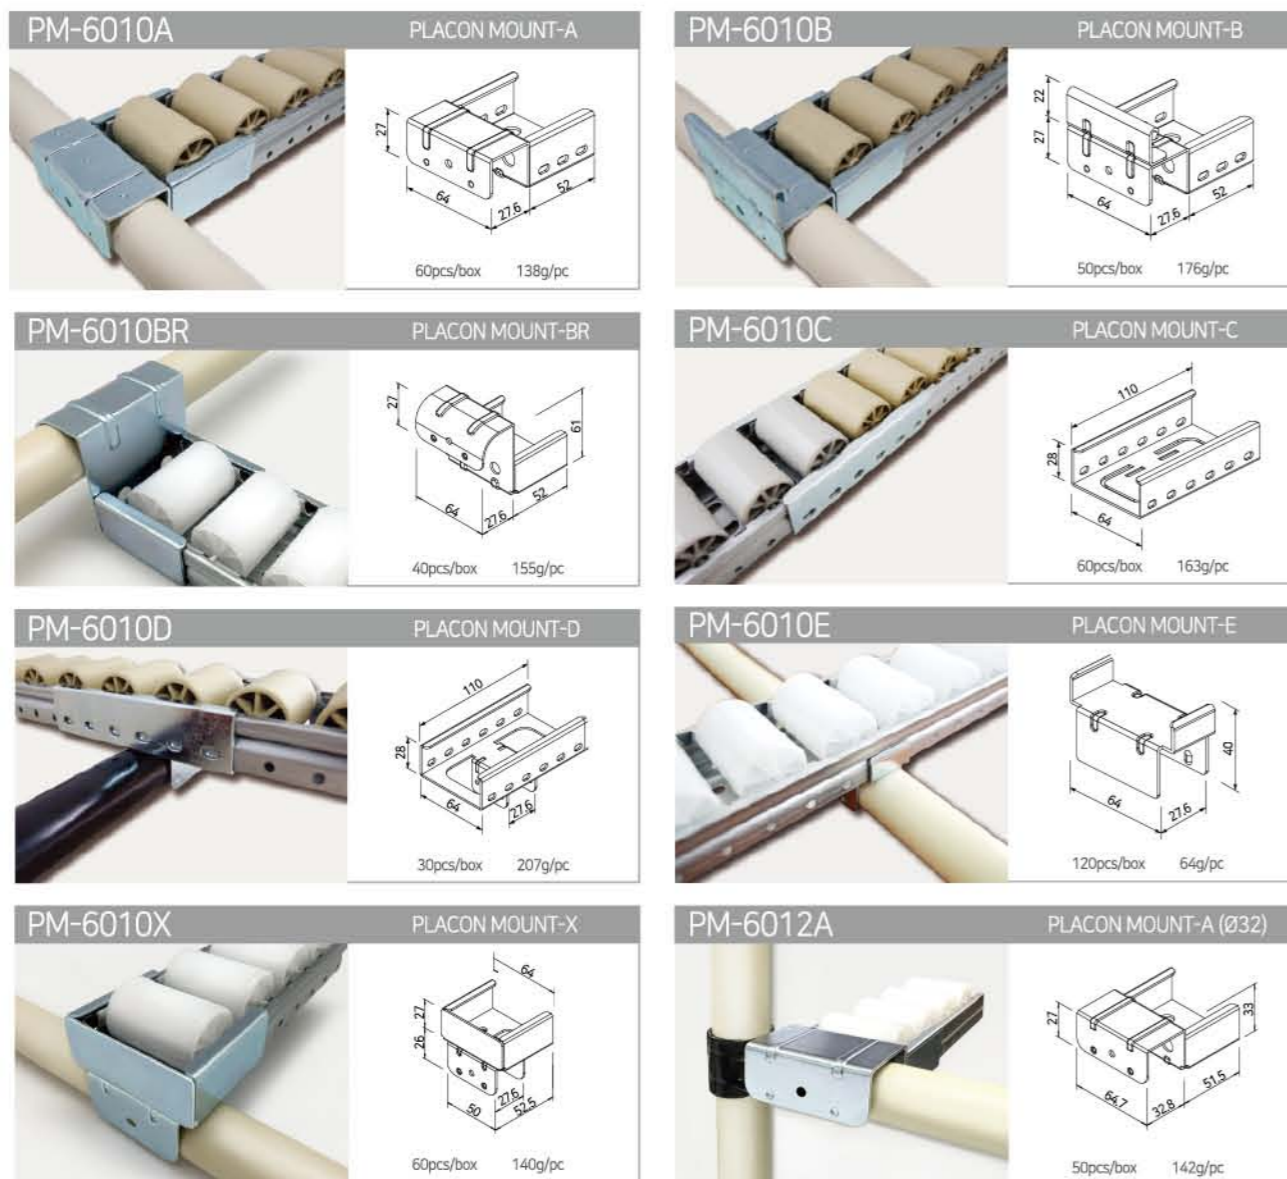 PM-6010A PLACON MOUNT-A
27
64
27.6
52
60pcs/box 138g/pc
PM-6010B PLACON MOUNT-B
22
27
64
27.6
52
50pcs/box 176g/pc
PM-6010BR PLACON MOUNT-BR
27
61
64
27.6
52
40pcs/box 155g/pc
PM-6010C PLACON MOUNT-C
110
28
64
60pcs/box 163g/pc
PM-6010D PLACON MOUNT-D
110
28
64
27.6
30pcs/box 207g/pc
PM-6010E PLACON MOUNT-E
40
64
27.6
120pcs/box 64g/pc
PM-6010X PLACON MOUNT-X
64
27
26
27.6
50
52.5
60pcs/box 140g/pc
PM-6012A PLACON MOUNT-A (Ø32)
27
33
64.7
32.8
51.5
50pcs/box 142g/pc